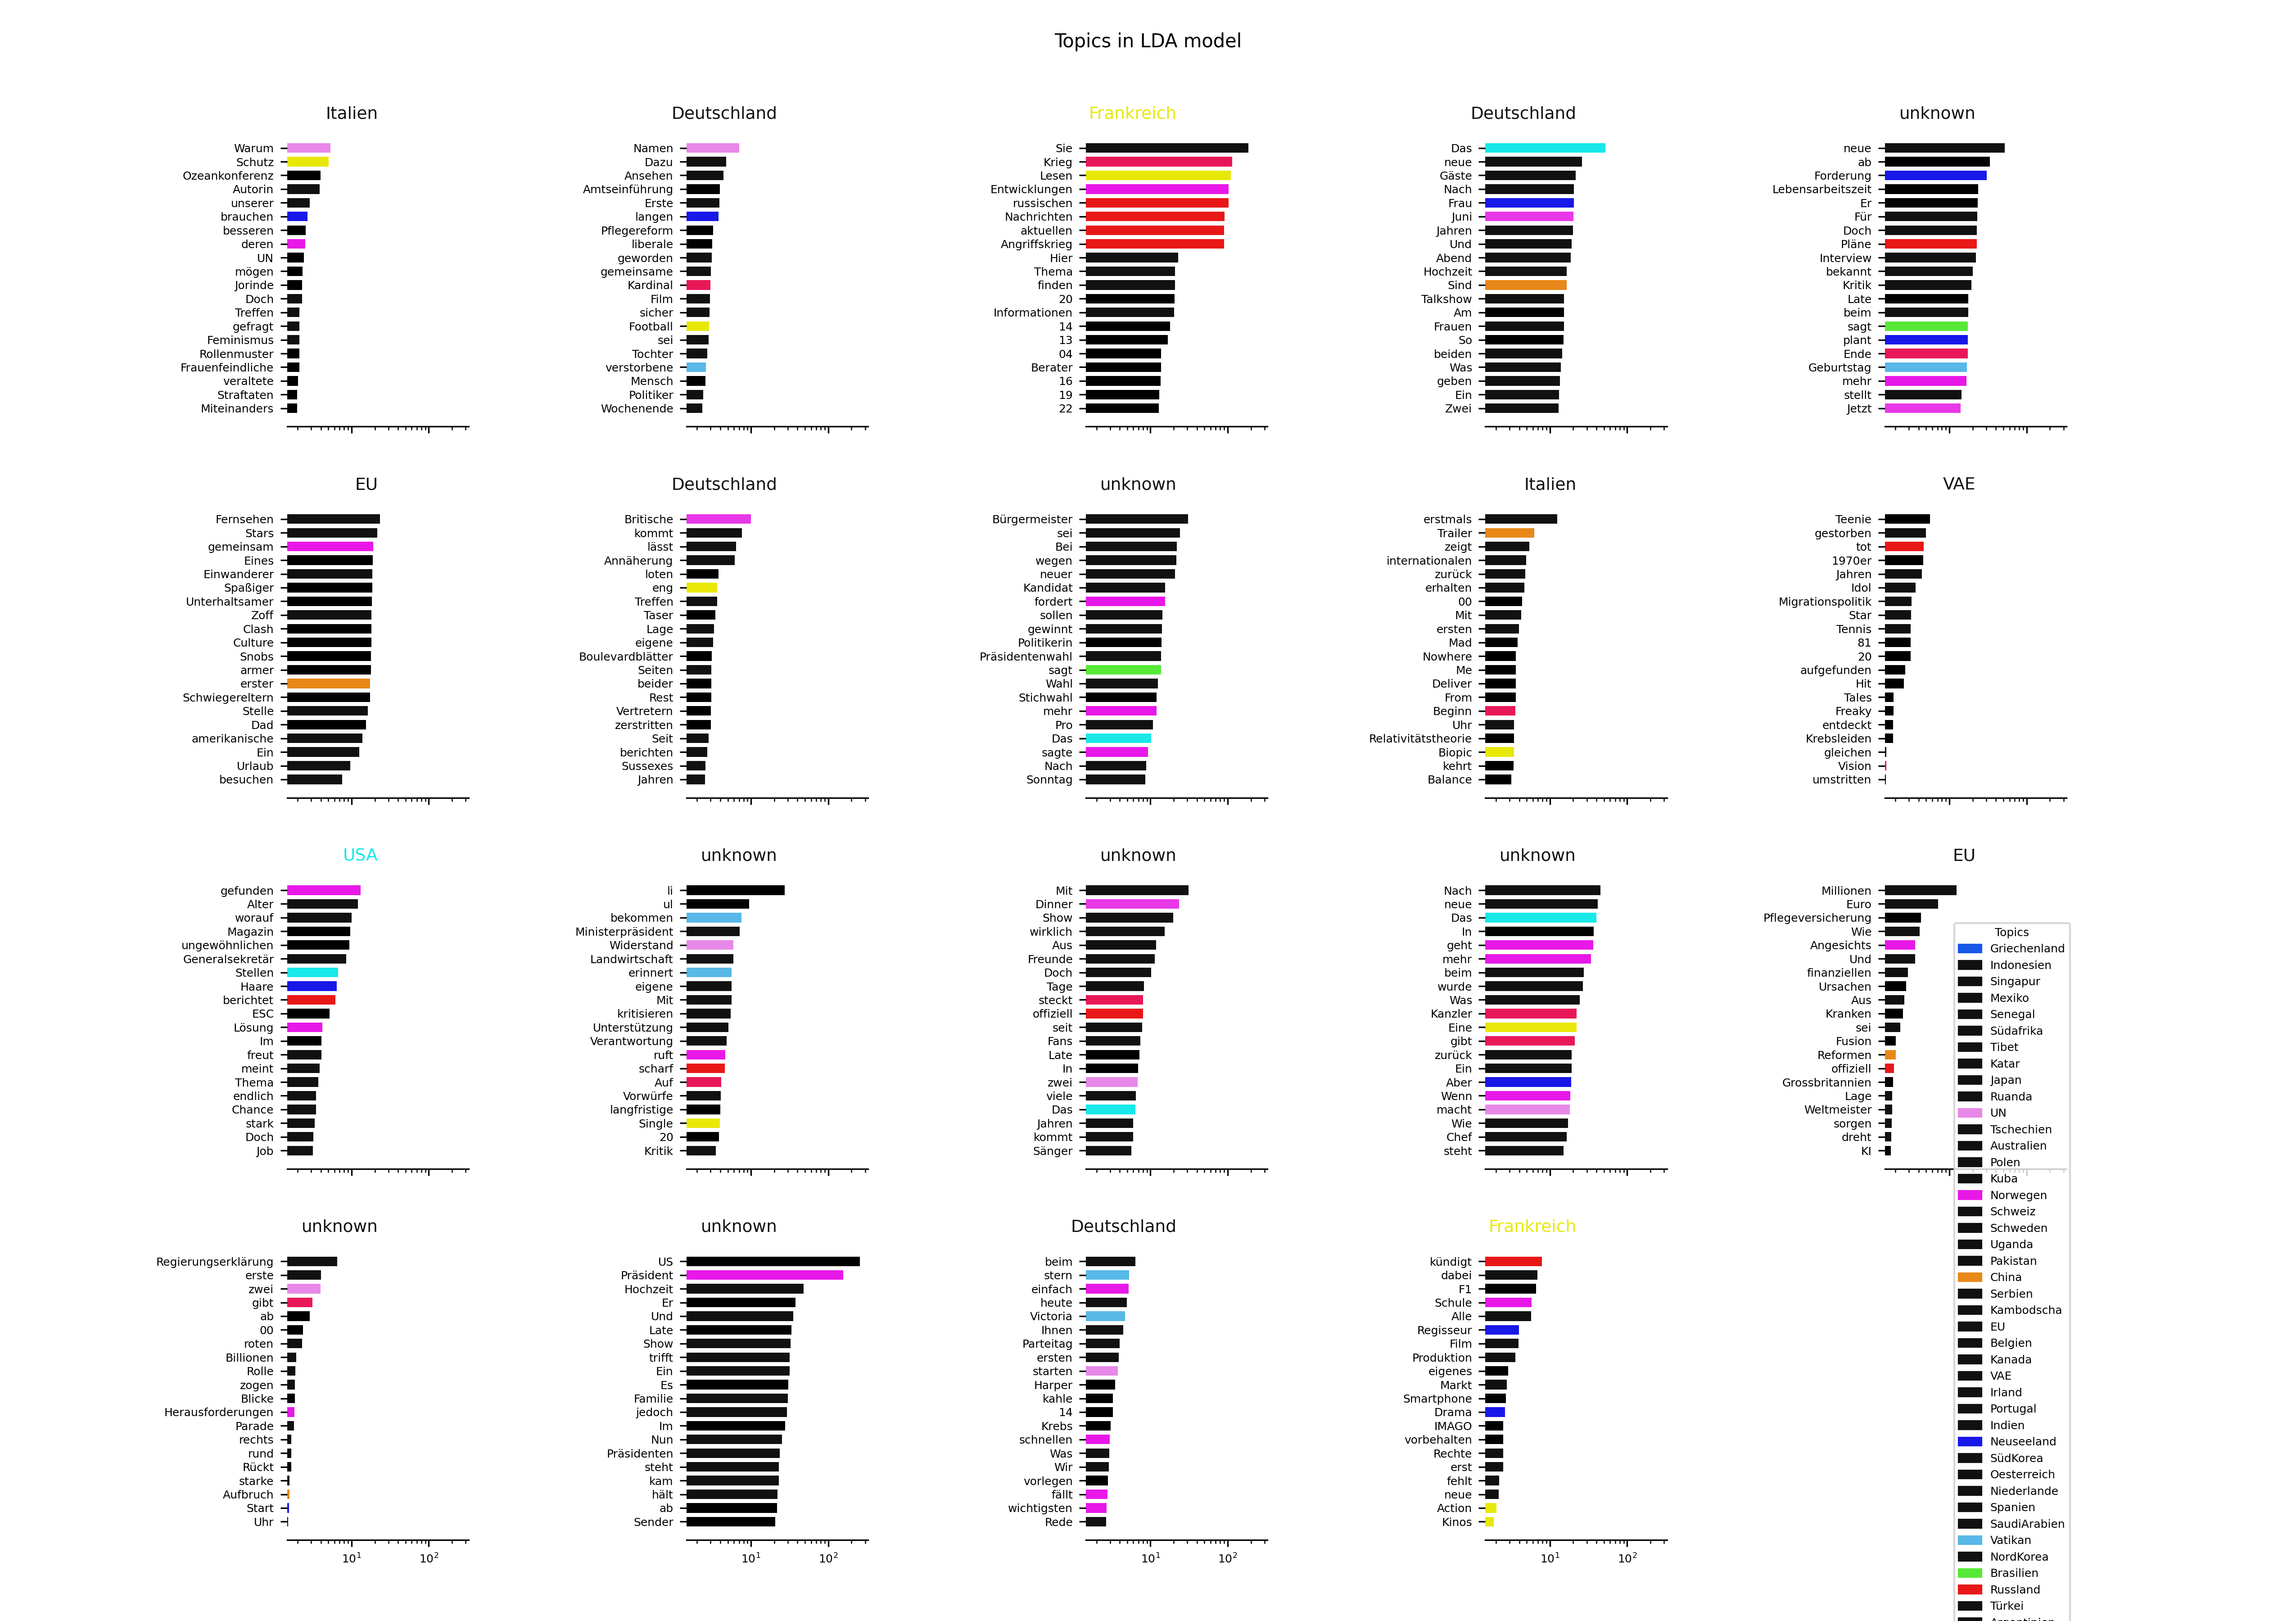 Topics in LDA model
Italien
Warum
Schutz
Ozeankonferenz
Autorin
unserer
brauchen
besseren
deren
UN
mögen
Jorinde
Doch
Treffen
gefragt
Feminismus
Rollenmuster
Frauenfeindliche
veraltete
Straftaten
Miteinanders
Deutschland
Namen
Dazu
Ansehen
Amtseinführung
Erste
langen
Pflegereform
liberale
geworden
gemeinsame
Kardinal
Film
sicher
Football
sei
Tochter
verstorbene
Mensch
Politiker
Wochenende
Frankreich
Sie
Krieg
Lesen
Entwicklungen
russischen
Nachrichten
aktuellen
Angriffskrieg
Hier
Thema
finden
20
Informationen
14
13
04
Berater
16
19
22
Deutschland
Das
neue
Gäste
Nach
Frau
Juni
Jahren
Und
Abend
Hochzeit
Sind
Talkshow
Am
Frauen
So
beiden
Was
geben
Ein
Zwei
unknown
neue
ab
Forderung
Lebensarbeitszeit
Er
Für
Doch
Pläne
Interview
bekannt
Kritik
Late
beim
sagt
plant
Ende
Geburtstag
mehr
stellt
Jetzt
EU
Fernsehen
Stars
gemeinsam
Eines
Einwanderer
Spaßiger
Unterhaltsamer
Zoff
Clash
Culture
Snobs
armer
erster
Schwiegereltern
Stelle
Dad
amerikanische
Ein
Urlaub
besuchen
Deutschland
Britische
kommt
lässt
Annäherung
loten
eng
Treffen
Taser
Lage
eigene
Boulevardblätter
Seiten
beider
Rest
Vertretern
zerstritten
Seit
berichten
Sussexes
Jahren
unknown
Bürgermeister
sei
Bei
wegen
neuer
Kandidat
fordert
sollen
gewinnt
Politikerin
Präsidentenwahl
sagt
Wahl
Stichwahl
mehr
Pro
Das
sagte
Nach
Sonntag
Italien
erstmals
Trailer
zeigt
internationalen
zurück
erhalten
00
Mit
ersten
Mad
Nowhere
Me
Deliver
From
Beginn
Uhr
Relativitätstheorie
Biopic
kehrt
Balance
VAE
Teenie
gestorben
tot
1970er
Jahren
Idol
Migrationspolitik
Star
Tennis
81
20
aufgefunden
Hit
Tales
Freaky
entdeckt
Krebsleiden
gleichen
Vision
umstritten
USA
gefunden
Alter
worauf
Magazin
ungewöhnlichen
Generalsekretär
Stellen
Haare
berichtet
ESC
Lösung
Im
freut
meint
Thema
endlich
Chance
stark
Doch
Job
unknown
li
ul
bekommen
Ministerpräsident
Widerstand
Landwirtschaft
erinnert
eigene
Mit
kritisieren
Unterstützung
Verantwortung
ruft
scharf
Auf
Vorwürfe
langfristige
Single
20
Kritik
unknown
Mit
Dinner
Show
wirklich
Aus
Freunde
Doch
Tage
steckt
offiziell
seit
Fans
Late
In
zwei
viele
Das
Jahren
kommt
Sänger
unknown
Nach
neue
Das
In
geht
mehr
beim
wurde
Was
Kanzler
Eine
gibt
zurück
Ein
Aber
Wenn
macht
Wie
Chef
steht
EU
Millionen
Euro
Pflegeversicherung
Wie
Angesichts
Und
finanziellen
Ursachen
Aus
Kranken
sei
Fusion
Reformen
offiziell
Grossbritannien
Lage
Weltmeister
sorgen
dreht
KI
unknown
Regierungserklärung
erste
zwei
gibt
ab
00
roten
Billionen
Rolle
zogen
Blicke
Herausforderungen
Parade
rechts
rund
Rückt
starke
Aufbruch
Start
Uhr
10¹ 10²
unknown
US
Präsident
Hochzeit
Er
Und
Late
Show
trifft
Ein
Es
Familie
jedoch
Im
Nun
Präsidenten
steht
kam
hält
ab
Sender
10¹ 10²
Deutschland
beim
stern
einfach
heute
Victoria
Ihnen
Parteitag
ersten
starten
Harper
kahle
14
Krebs
schnellen
Was
Wir
vorlegen
fällt
wichtigsten
Rede
10¹ 10²
Frankreich
kündigt
dabei
F1
Schule
Alle
Regisseur
Film
Produktion
eigenes
Markt
Smartphone
Drama
IMAGO
vorbehalten
Rechte
erst
fehlt
neue
Action
Kinos
10¹ 10²
Topics
Griechenland
Indonesien
Singapur
Mexiko
Senegal
Südafrika
Tibet
Katar
Japan
Ruanda
UN
Tschechien
Australien
Polen
Kuba
Norwegen
Schweiz
Schweden
Uganda
Pakistan
China
Serbien
Kambodscha
EU
Belgien
Kanada
VAE
Irland
Portugal
Indien
Neuseeland
SüdKorea
Oesterreich
Niederlande
Spanien
SaudiArabien
Vatikan
NordKorea
Brasilien
Russland
Türkei